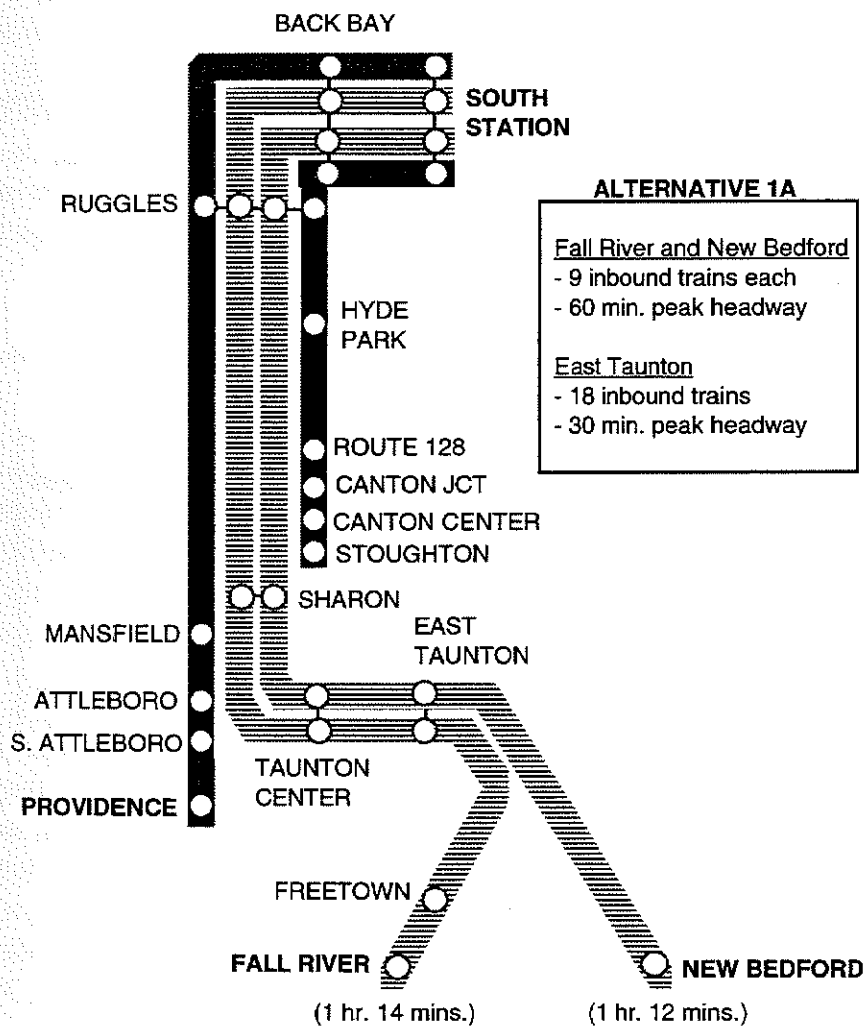 BACK BAY
SOUTH
STATION
RUGGLES
ALTERNATIVE 1A
Fall River and New Bedford
- 9 inbound trains each
- 60 min. peak headway
East Taunton
- 18 inbound trains
- 30 min. peak headway
HYDE
PARK
ROUTE 128
CANTON JCT
CANTON CENTER
STOUGHTON
SHARON
MANSFIELD
EAST
TAUNTON
ATTLEBORO
S. ATTLEBORO
TAUNTON
CENTER
PROVIDENCE
FREETOWN
FALL RIVER
NEW BEDFORD
(1 hr. 14 mins.)
(1 hr. 12 mins.)